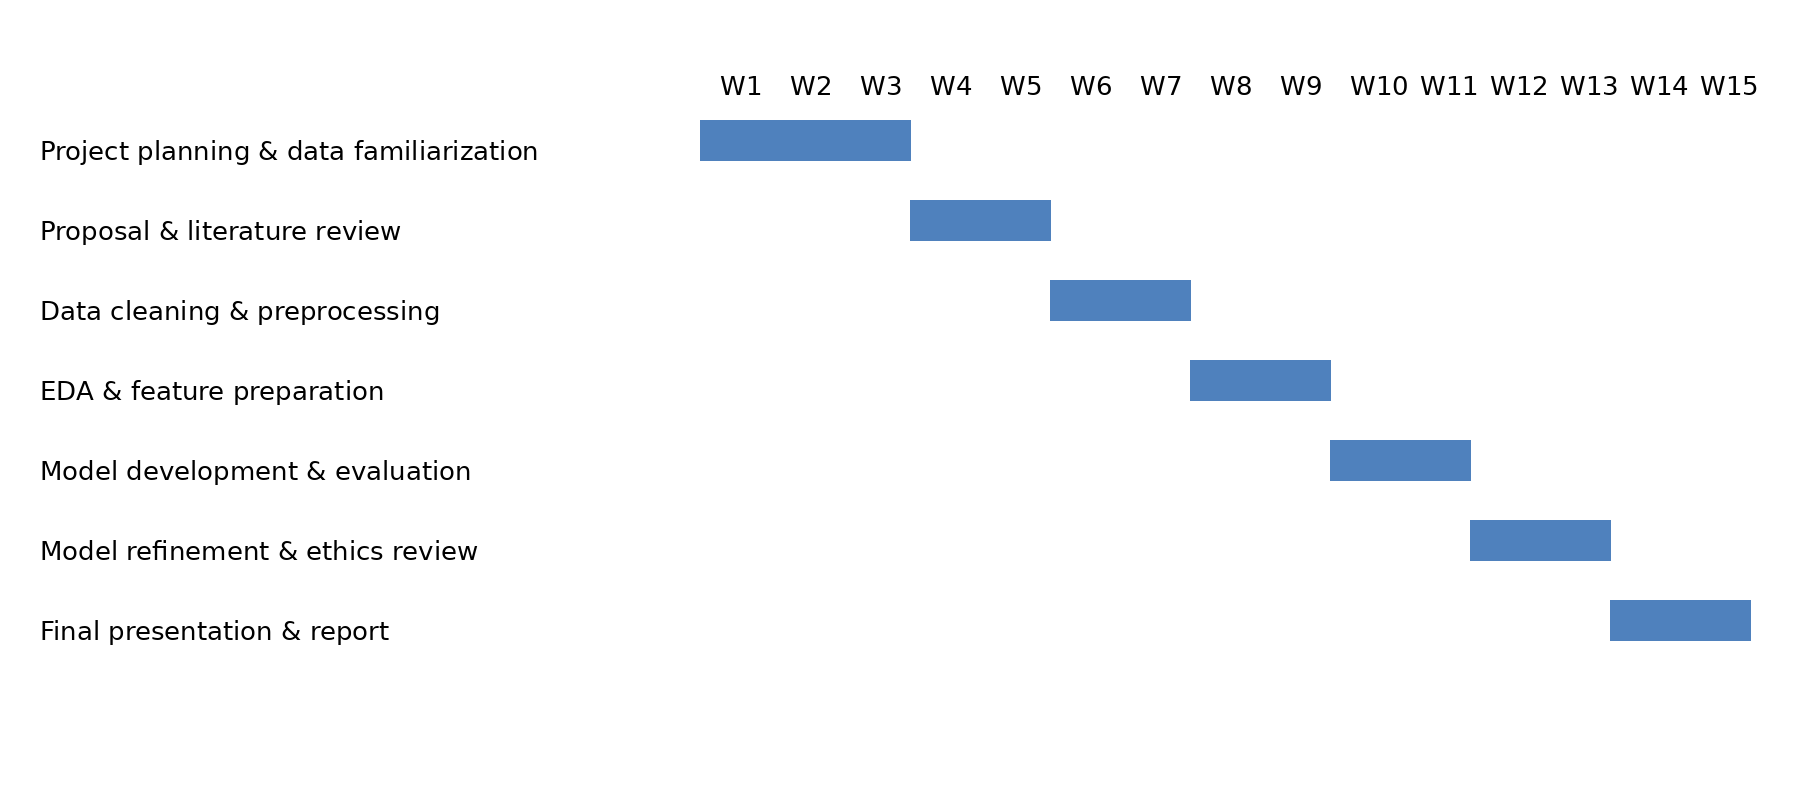 W1 W2 W3 W4 W5 W6 W7 W8 W9 W10 W11 W12 W13 W14 W15
Project planning & data familiarization
Proposal & literature review
Data cleaning & preprocessing
EDA & feature preparation
Model development & evaluation
Model refinement & ethics review
Final presentation & report